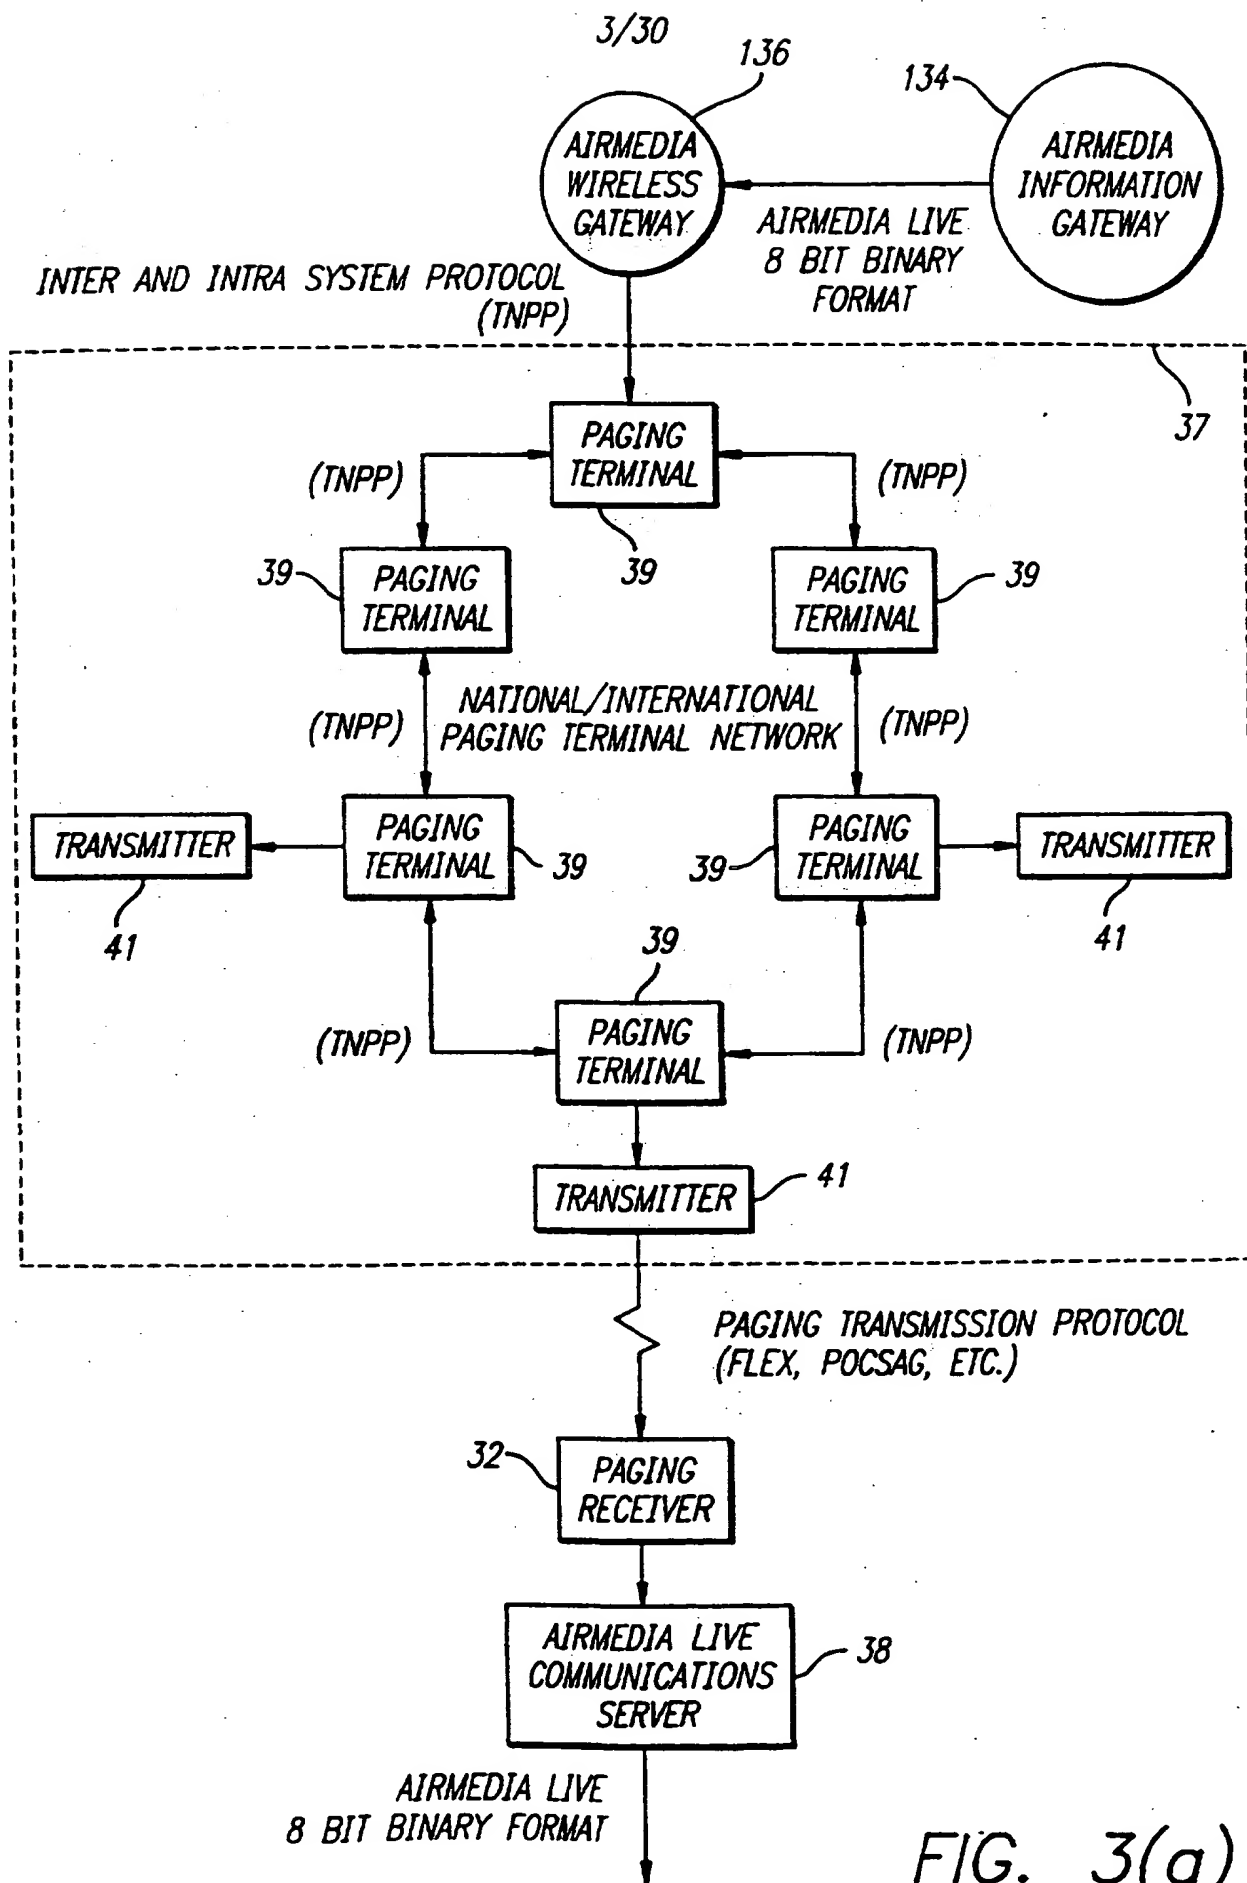 3/30
136
134
AIRMEDIA
WIRELESS
GATEWAY
AIRMEDIA
INFORMATION
GATEWAY
AIRMEDIA LIVE
8 BIT BINARY
FORMAT
INTER AND INTRA SYSTEM PROTOCOL
(TNPP)
37
PAGING
TERMINAL
39
(TNPP)
(TNPP)
39
PAGING
TERMINAL
PAGING
TERMINAL
39
(TNPP)
NATIONAL/INTERNATIONAL
PAGING TERMINAL NETWORK
(TNPP)
TRANSMITTER
41
PAGING
TERMINAL
39
39
PAGING
TERMINAL
TRANSMITTER
41
39
(TNPP)
PAGING
TERMINAL
(TNPP)
TRANSMITTER
41
PAGING TRANSMISSION PROTOCOL
(FLEX, POCSAG, ETC.)
32
PAGING
RECEIVER
AIRMEDIA LIVE
COMMUNICATIONS
SERVER
38
AIRMEDIA LIVE
8 BIT BINARY FORMAT
FIG. 3(a)